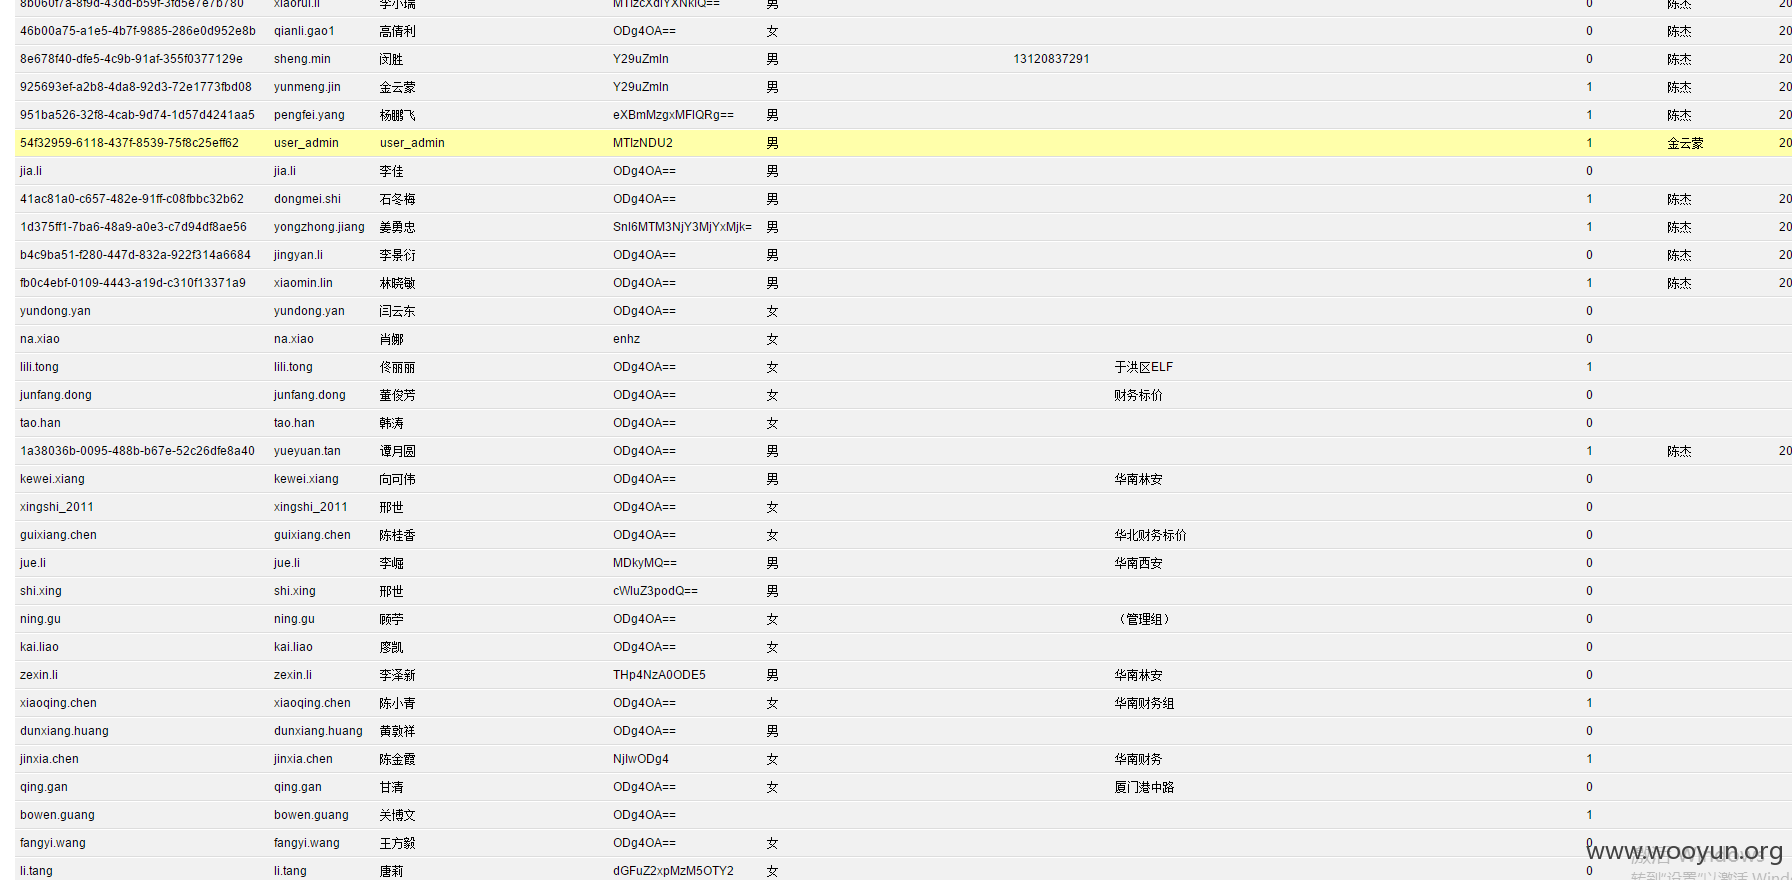 8b060f7a-8f9d-43dd-b59f-3fd5e7e7b780 xiaorui.li 李小瑞 男 0 陈杰 20
46b00a75-a1e5-4b7f-9885-286e0d952e8b qianli.gao1 高倩利 ODg4OA== 女 0 陈杰 20
8e678f40-dfe5-4c9b-91af-355f0377129e sheng.min 闵胜 Y29uZmln 男 13120837291 0 陈杰 20
925693ef-a2b8-4da8-92d3-72e1773fbd08 yunmeng.jin 金云蒙 Y29uZmln 男 1 陈杰 20
951ba526-32f8-4cab-9d74-1d57d4241aa5 pengfei.yang 杨鹏飞 eXBmMzgxMFlQRg== 男 1 陈杰 20
54f32959-6118-437f-8539-75f8c25eff62 user_admin user_admin MTIzNDU2 男 1 金云蒙 20
jia.li jia.li 李佳 ODg4OA== 男 0
41ac81a0-c657-482e-91ff-c08fbbc32b62 dongmei.shi 石冬梅 ODg4OA== 男 1 陈杰 20
1d375ff1-7ba6-48a9-a0e3-c7d94df8ae56 yongzhong.jiang 姜勇忠 Snl6MTM3NjY3MjYxMjk= 男 1 陈杰 20
b4c9ba51-f280-447d-832a-922f314a6684 jingyan.li 李景衍 ODg4OA== 男 0 陈杰 20
fb0c4ebf-0109-4443-a19d-c310f13371a9 xiaomin.lin 林晓敏 ODg4OA== 男 1 陈杰 20
yundong.yan yundong.yan 闫云东 ODg4OA== 女 0
na.xiao na.xiao 肖娜 enhz 女 0
lili.tong lili.tong 佟丽丽 ODg4OA== 女 于洪区ELF 1
junfang.dong junfang.dong 董俊芳 ODg4OA== 女 财务标价 0
tao.han tao.han 韩涛 ODg4OA== 女 0
1a38036b-0095-488b-b67e-52c26dfe8a40 yueyuan.tan 谭月圆 ODg4OA== 男 1 陈杰 20
kewei.xiang kewei.xiang 向可伟 ODg4OA== 男 华南林安 0
xingshi_2011 xingshi_2011 邢世 ODg4OA== 女 0
guixiang.chen guixiang.chen 陈桂香 ODg4OA== 女 华北财务标价 0
jue.li jue.li 李崛 MDkyMQ== 男 华南西安 0
shi.xing shi.xing 邢世 cWluZ3podQ== 男 0
ning.gu ning.gu 顾苧 ODg4OA== 女 （管理组） 0
kai.liao kai.liao 廖凯 ODg4OA== 女 0
zexin.li zexin.li 李泽新 THp4NzA0ODE5 男 华南林安 0
xiaoqing.chen xiaoqing.chen 陈小青 ODg4OA== 女 华南财务组 1
dunxiang.huang dunxiang.huang 黄敦祥 ODg4OA== 男 0
jinxia.chen jinxia.chen 陈金霞 NjIwODg4 女 华南财务 1
qing.gan qing.gan 甘清 ODg4OA== 女 厦门港中路 0
bowen.guang bowen.guang 关博文 ODg4OA== 1
fangyi.wang fangyi.wang 王方毅 ODg4OA== 女 0
www.wooyun.org
激活 Windows
li.tang li.tang 唐莉 dGFuZ2xpMzM5OTY2 女 0
转到"设置"以激活 Wind